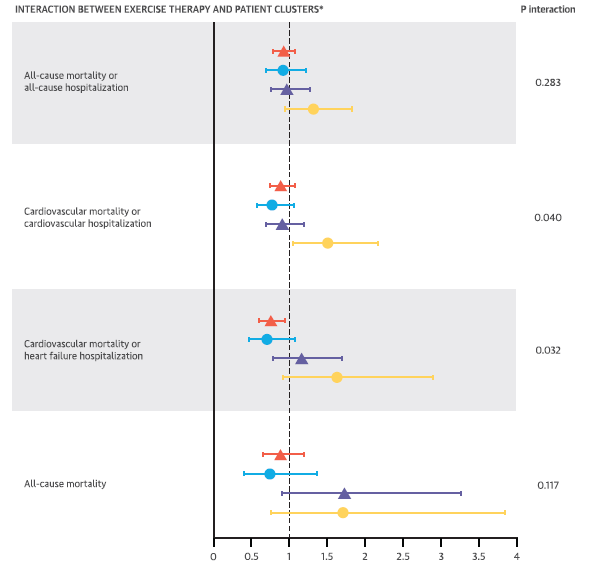 INTERACTION BETWEEN EXERCISE THERAPY AND PATIENT CLUSTERS* P interaction
All-cause mortality or
all-cause hospitalization
0.283
Cardiovascular mortality or
cardiovascular hospitalization
0.040
Cardiovascular mortality or
heart failure hospitalization
0.032
All-cause mortality
0.117
0 0.5 1 1.5 2 2.5 3 3.5 4